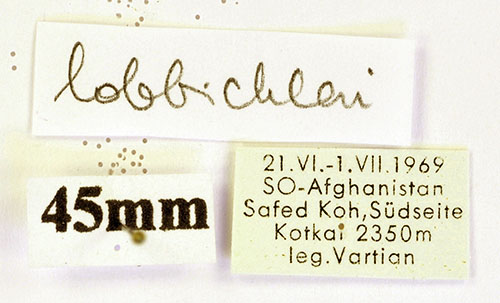 lobbichleri
45mm
21.VI.-1.VII.1969
SO-Afghanistan
Safed Koh,Südseite
Kotkai 2350m
leg.Vartian